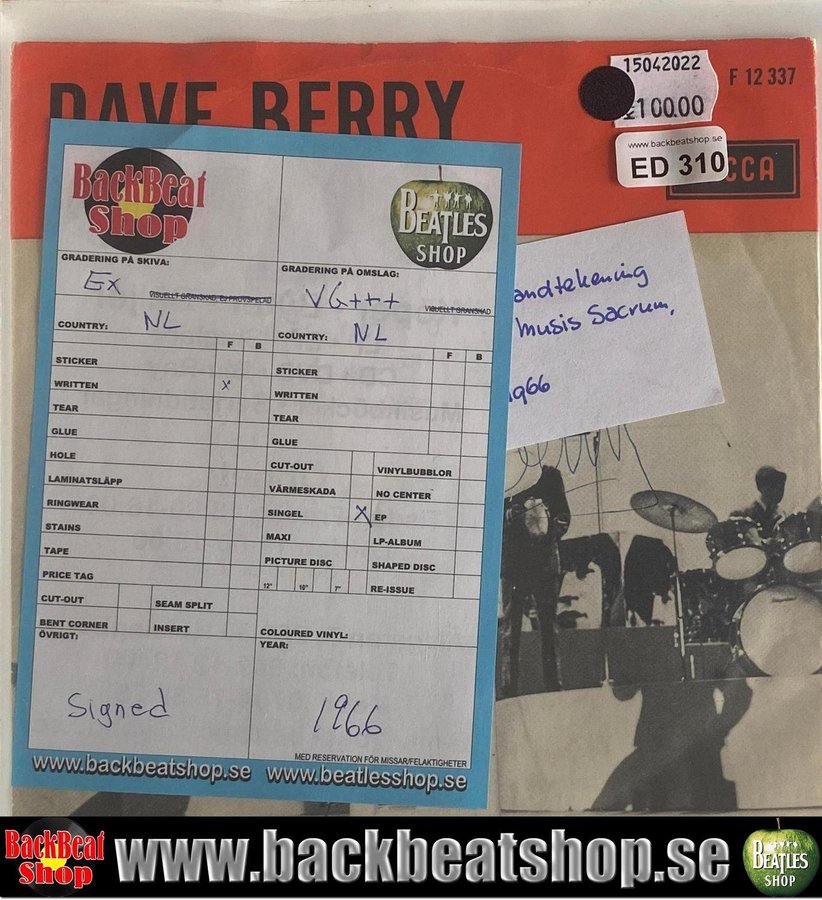 DAVE BERRY
15042022
£100.00
F 12 337
www.backbeatshop.se
ED 310
CCA
BackBeat
Shop
BEATLES
SHOP
GRADERING PÅ SKIVA:
Ex
VISUELLT GRANSKAD, EJ PROVSPELAD
GRADERING PÅ OMSLAG:
VG+++
VISUELLT GRANSKAD
COUNTRY: NL
COUNTRY: NL
F B
STICKER
WRITTEN X
TEAR
GLUE
HOLE
LAMINATSLÄPP
RINGWEAR
STAINS
TAPE
PRICE TAG
CUT-OUT SEAM SPLIT
BENT CORNER INSERT
F B
STICKER
WRITTEN
TEAR
GLUE
CUT-OUT VINYLBUBBLOR
VÄRMESKADA NO CENTER
SINGEL X EP
MAXI LP-ALBUM
PICTURE DISC SHAPED DISC
12" 10" 7" RE-ISSUE
ÖVRIGT:
Signed
COLOURED VINYL:
YEAR:
1966
MED RESERVATION FÖR MISSAR/FELAKTIGHETER
www.backbeatshop.se www.beatlesshop.se
andtekening
musis Sacrum,
1966
BackBeat
Shop
www.backbeatshop.se
BEATLES
SHOP